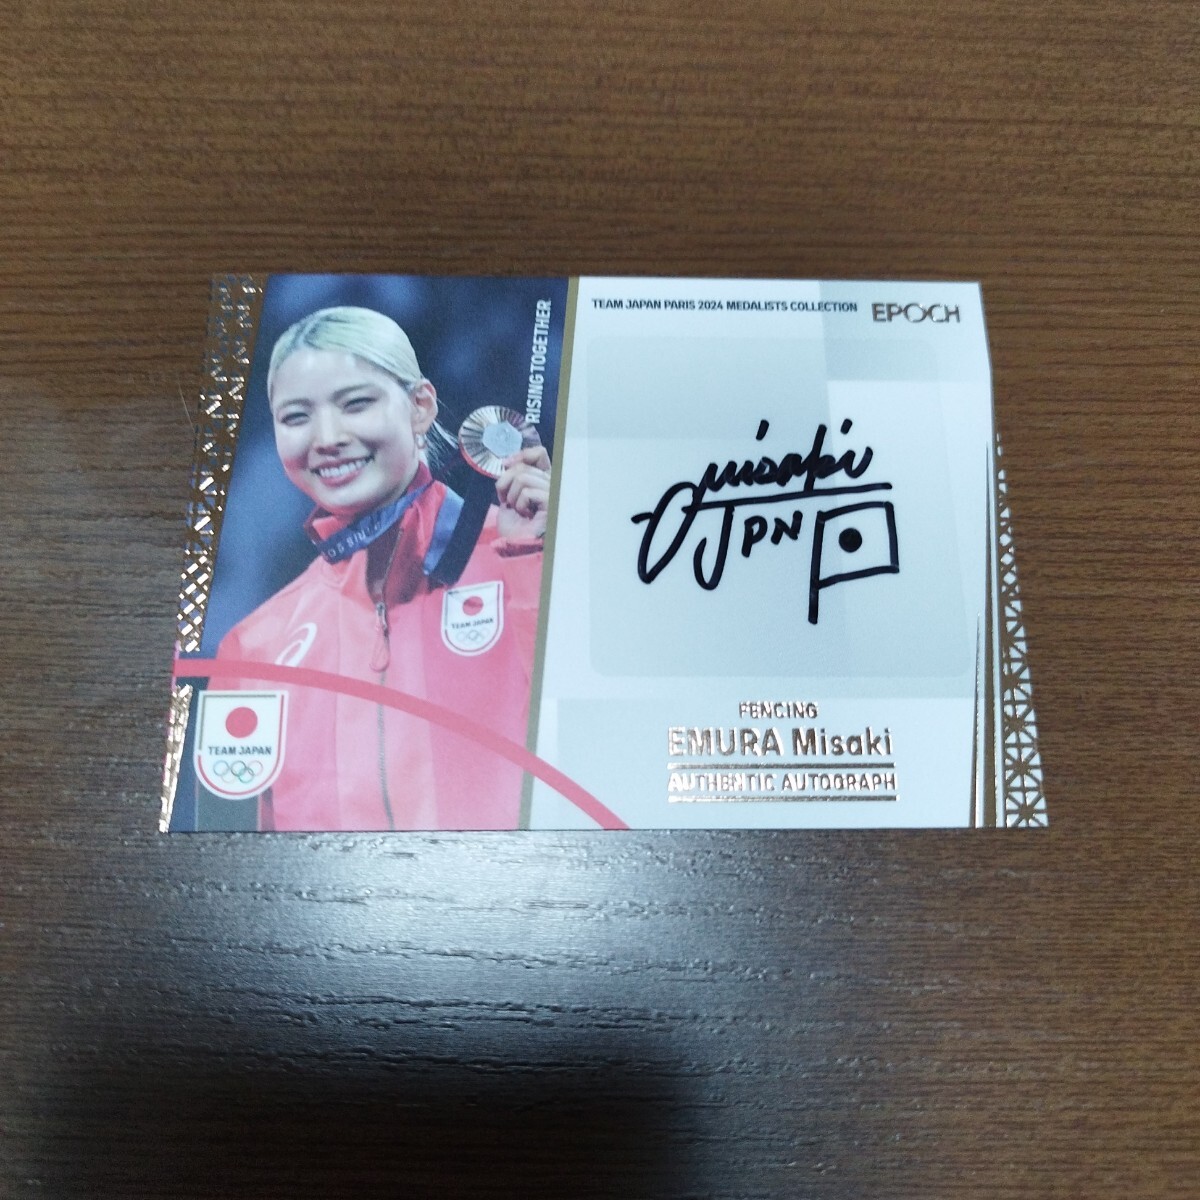 RISING TOGETHER
TEAM JAPAN PARIS 2024 MEDALISTS COLLECTION
EPOCH
misaki
JPN
TEAM JAPAN
TEAM JAPAN
FENCING
EMURA Misaki
AUTHENTIC AUTOGRAPH